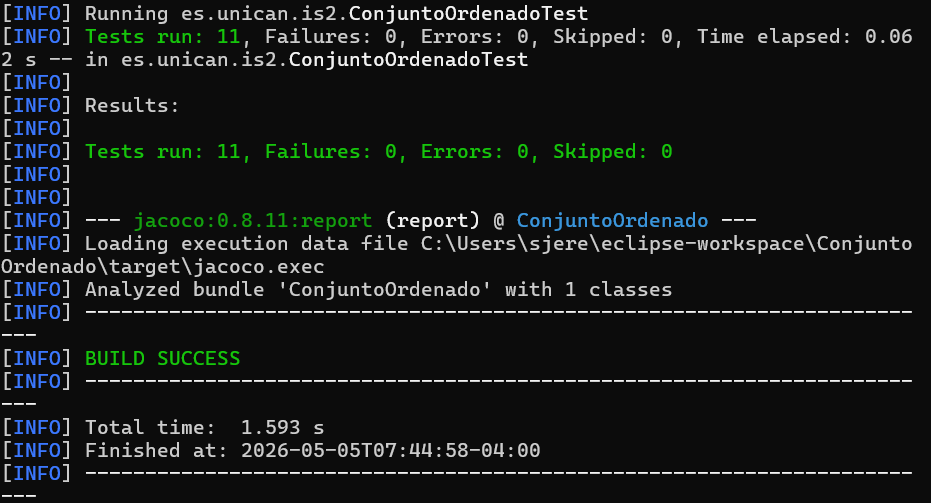 [INFO] Running es.unican.is2.ConjuntoOrdenadoTest
[INFO] Tests run: 11, Failures: 0, Errors: 0, Skipped: 0, Time elapsed: 0.06
2 s -- in es.unican.is2.ConjuntoOrdenadoTest
[INFO]
[INFO] Results:
[INFO]
[INFO] Tests run: 11, Failures: 0, Errors: 0, Skipped: 0
[INFO]
[INFO]
[INFO] --- jacoco:0.8.11:report (report) @ ConjuntoOrdenado ---
[INFO] Loading execution data file C:\Users\sjere\eclipse-workspace\Conjunto
Ordenado\target\jacoco.exec
[INFO] Analyzed bundle 'ConjuntoOrdenado' with 1 classes
[INFO] ---------------------------------------------------------------------
---
[INFO] BUILD SUCCESS
[INFO] ---------------------------------------------------------------------
---
[INFO] Total time:  1.593 s
[INFO] Finished at: 2026-05-05T07:44:58-04:00
[INFO] ---------------------------------------------------------------------
---